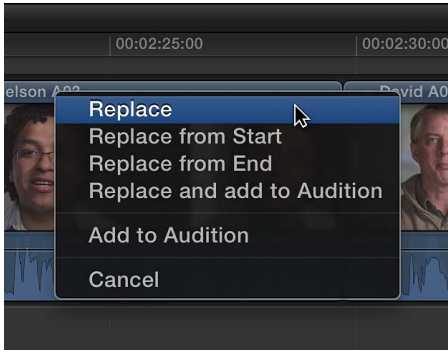 00:02:25:00
00:02:30:00
elson A02
David A0
Replace
Replace from Start
Replace from End
Replace and add to Audition
Add to Audition
Cancel